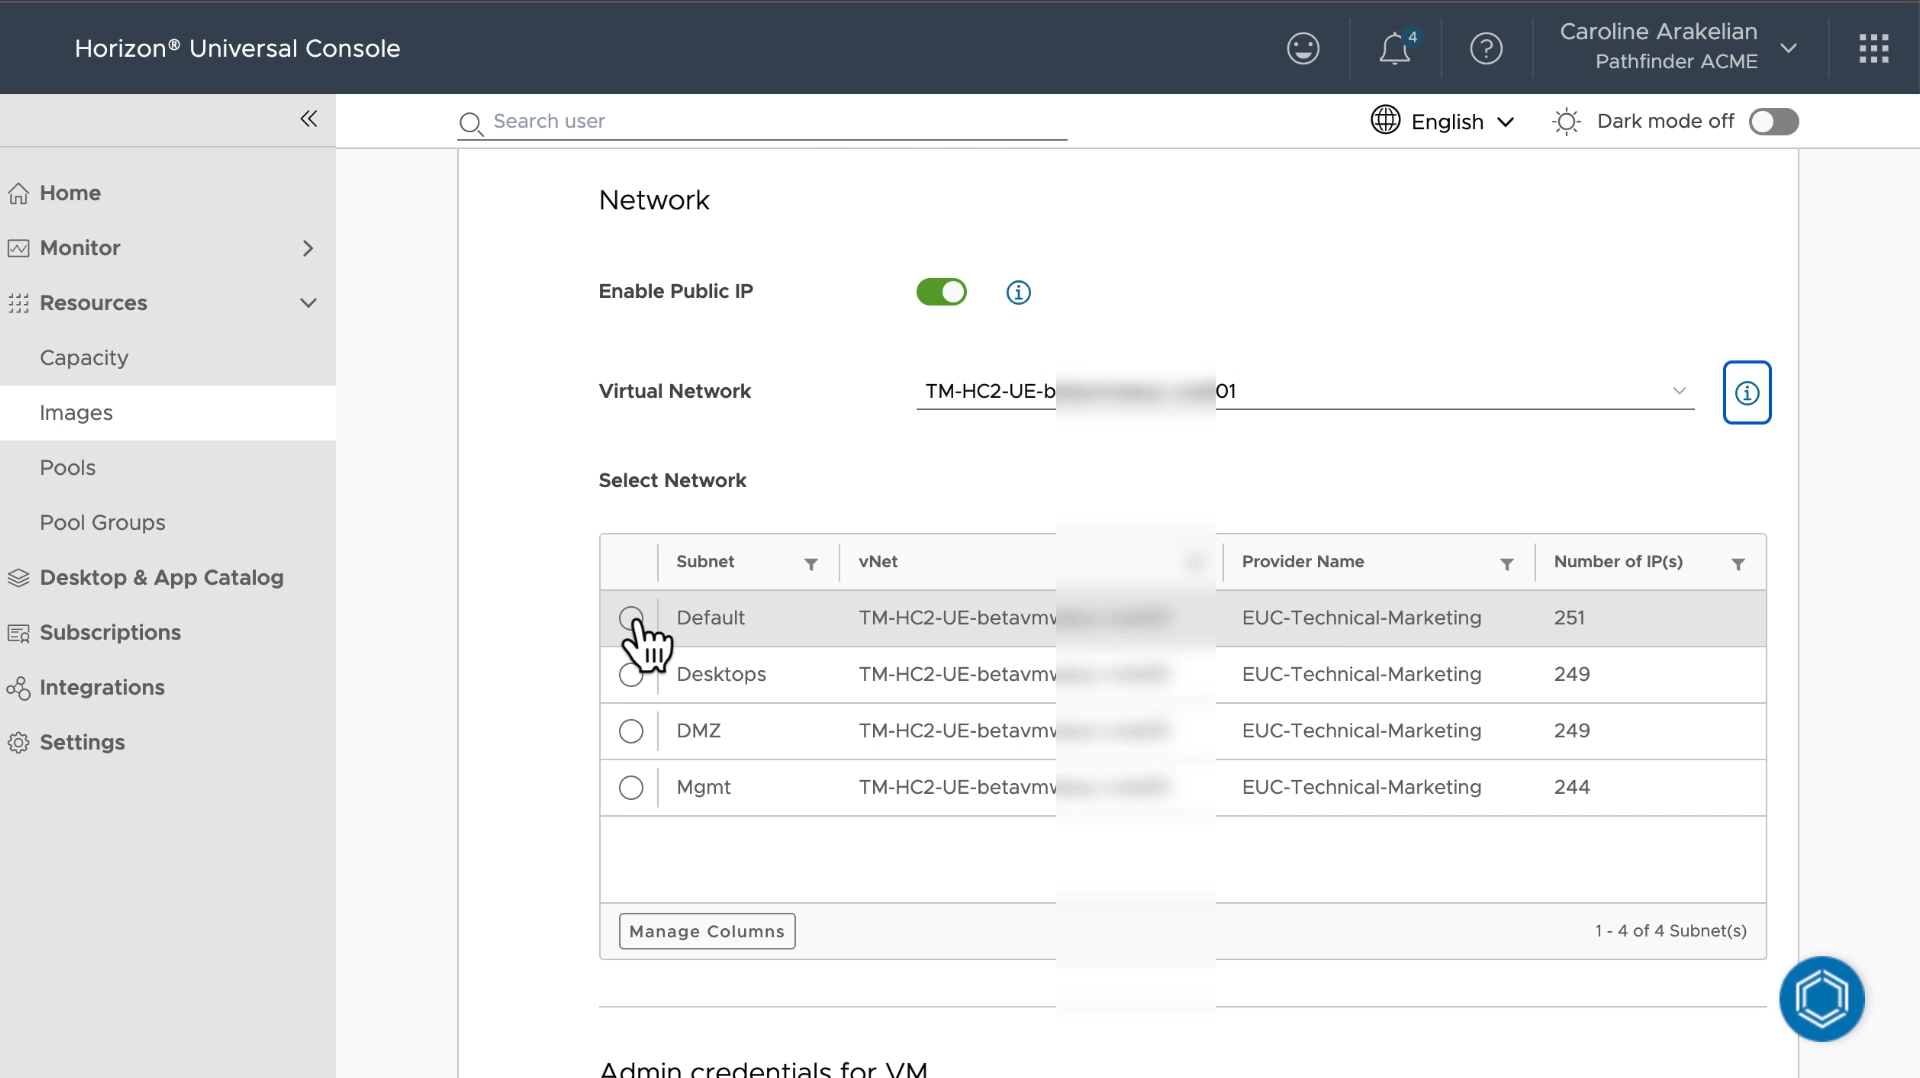 Horizon® Universal Console
4
Caroline Arakelian
Pathfinder ACME
Search user
English
Dark mode off
Home
Monitor
Resources
Capacity
Images
Pools
Pool Groups
Desktop & App Catalog
Subscriptions
Integrations
Settings
Network
Enable Public IP
Virtual Network TM-HC2-UE-b 01
Select Network
Subnet vNet Provider Name Number of IP(s)
Default TM-HC2-UE-betavm EUC-Technical-Marketing 251
Desktops TM-HC2-UE-betavm EUC-Technical-Marketing 249
DMZ TM-HC2-UE-betavm EUC-Technical-Marketing 249
Mgmt TM-HC2-UE-betavm EUC-Technical-Marketing 244
Manage Columns 1 - 4 of 4 Subnet(s)
Admin credentials for VM